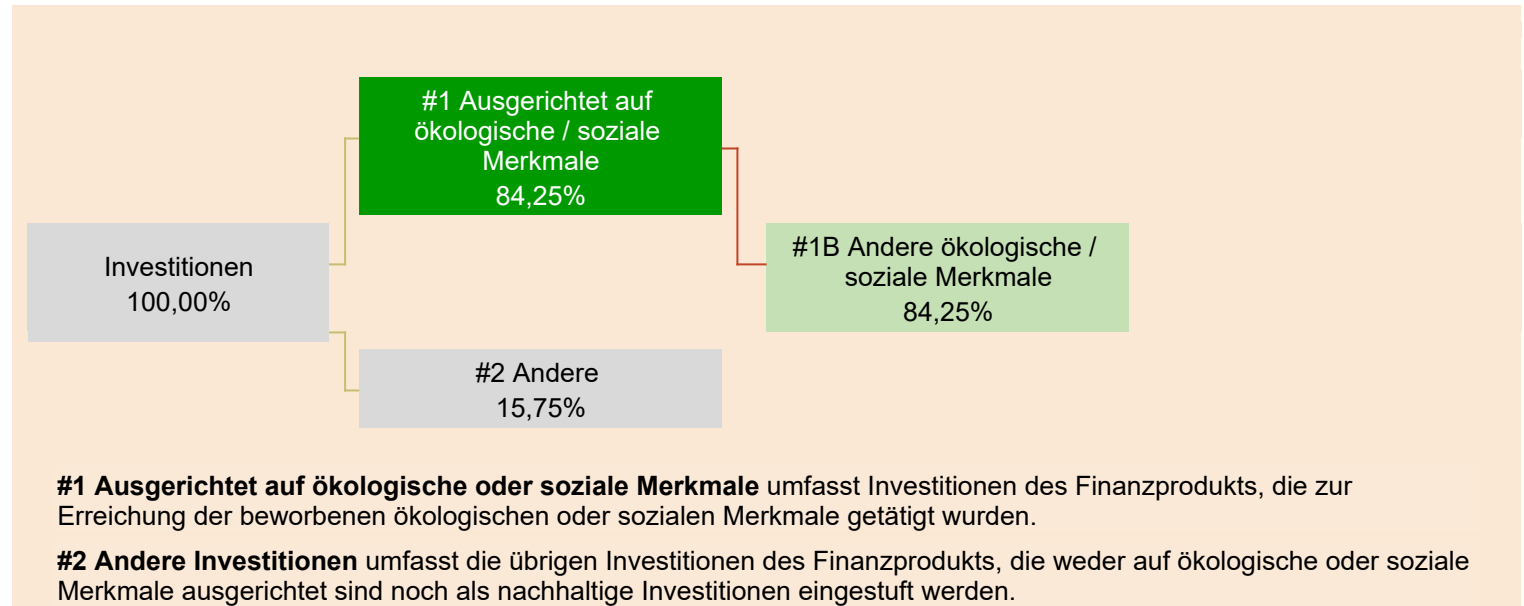 #1 Ausgerichtet auf
ökologische / soziale
Merkmale
84,25%
Investitionen
100,00%
#1B Andere ökologische /
soziale Merkmale
84,25%
#2 Andere
15,75%
#1 Ausgerichtet auf ökologische oder soziale Merkmale umfasst Investitionen des Finanzprodukts, die zur
Erreichung der beworbenen ökologischen oder sozialen Merkmale getätigt wurden.
#2 Andere Investitionen umfasst die übrigen Investitionen des Finanzprodukts, die weder auf ökologische oder soziale
Merkmale ausgerichtet sind noch als nachhaltige Investitionen eingestuft werden.